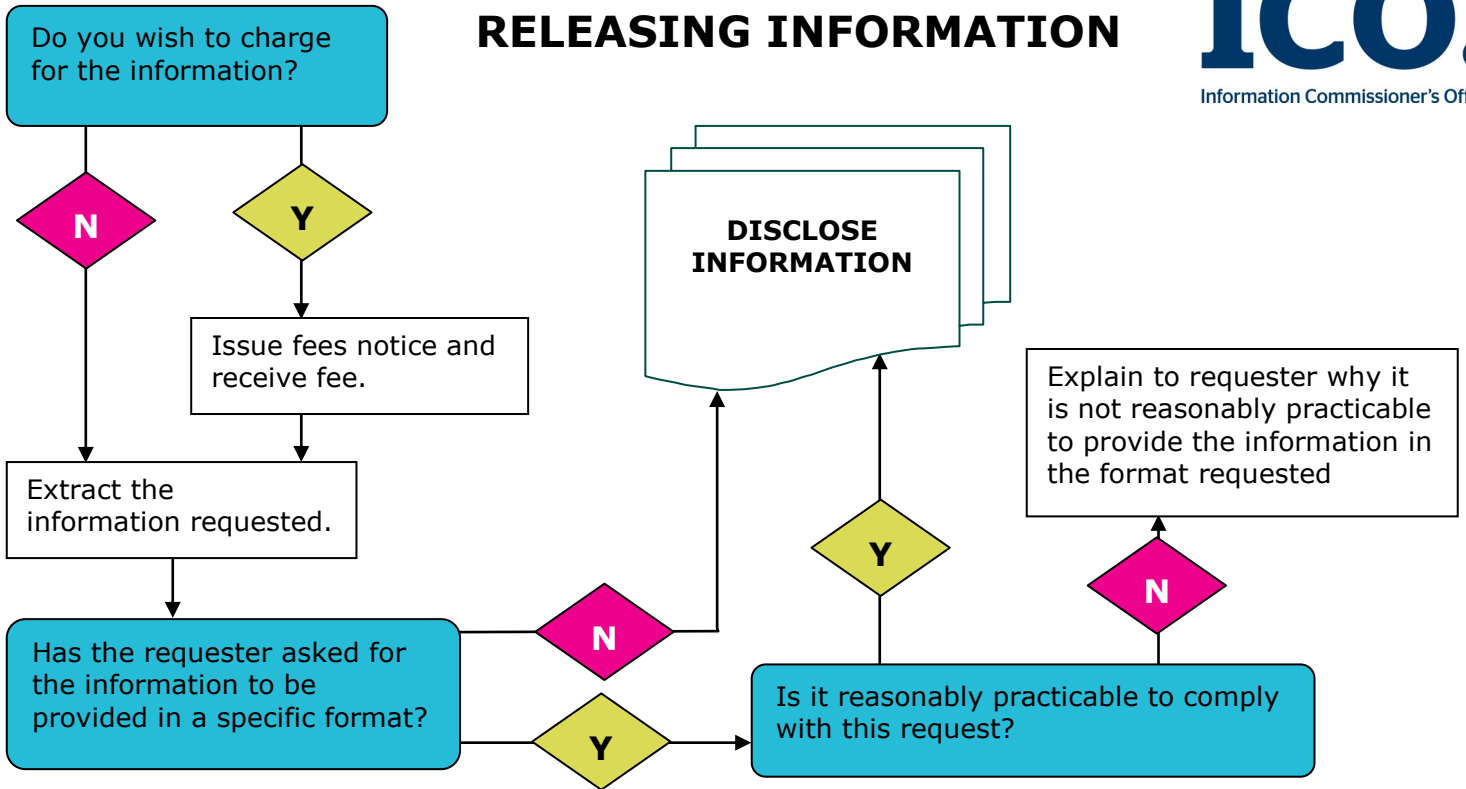 RELEASING INFORMATION
ico.
Information Commissioner's Off
Do you wish to charge
for the information?
N
Y
DISCLOSE
INFORMATION
Issue fees notice and
receive fee.
Explain to requester why it
is not reasonably practicable
to provide the information in
the format requested
Extract the
information requested.
Y
N
N
Has the requester asked for
the information to be
provided in a specific format?
Y
Is it reasonably practicable to comply
with this request?